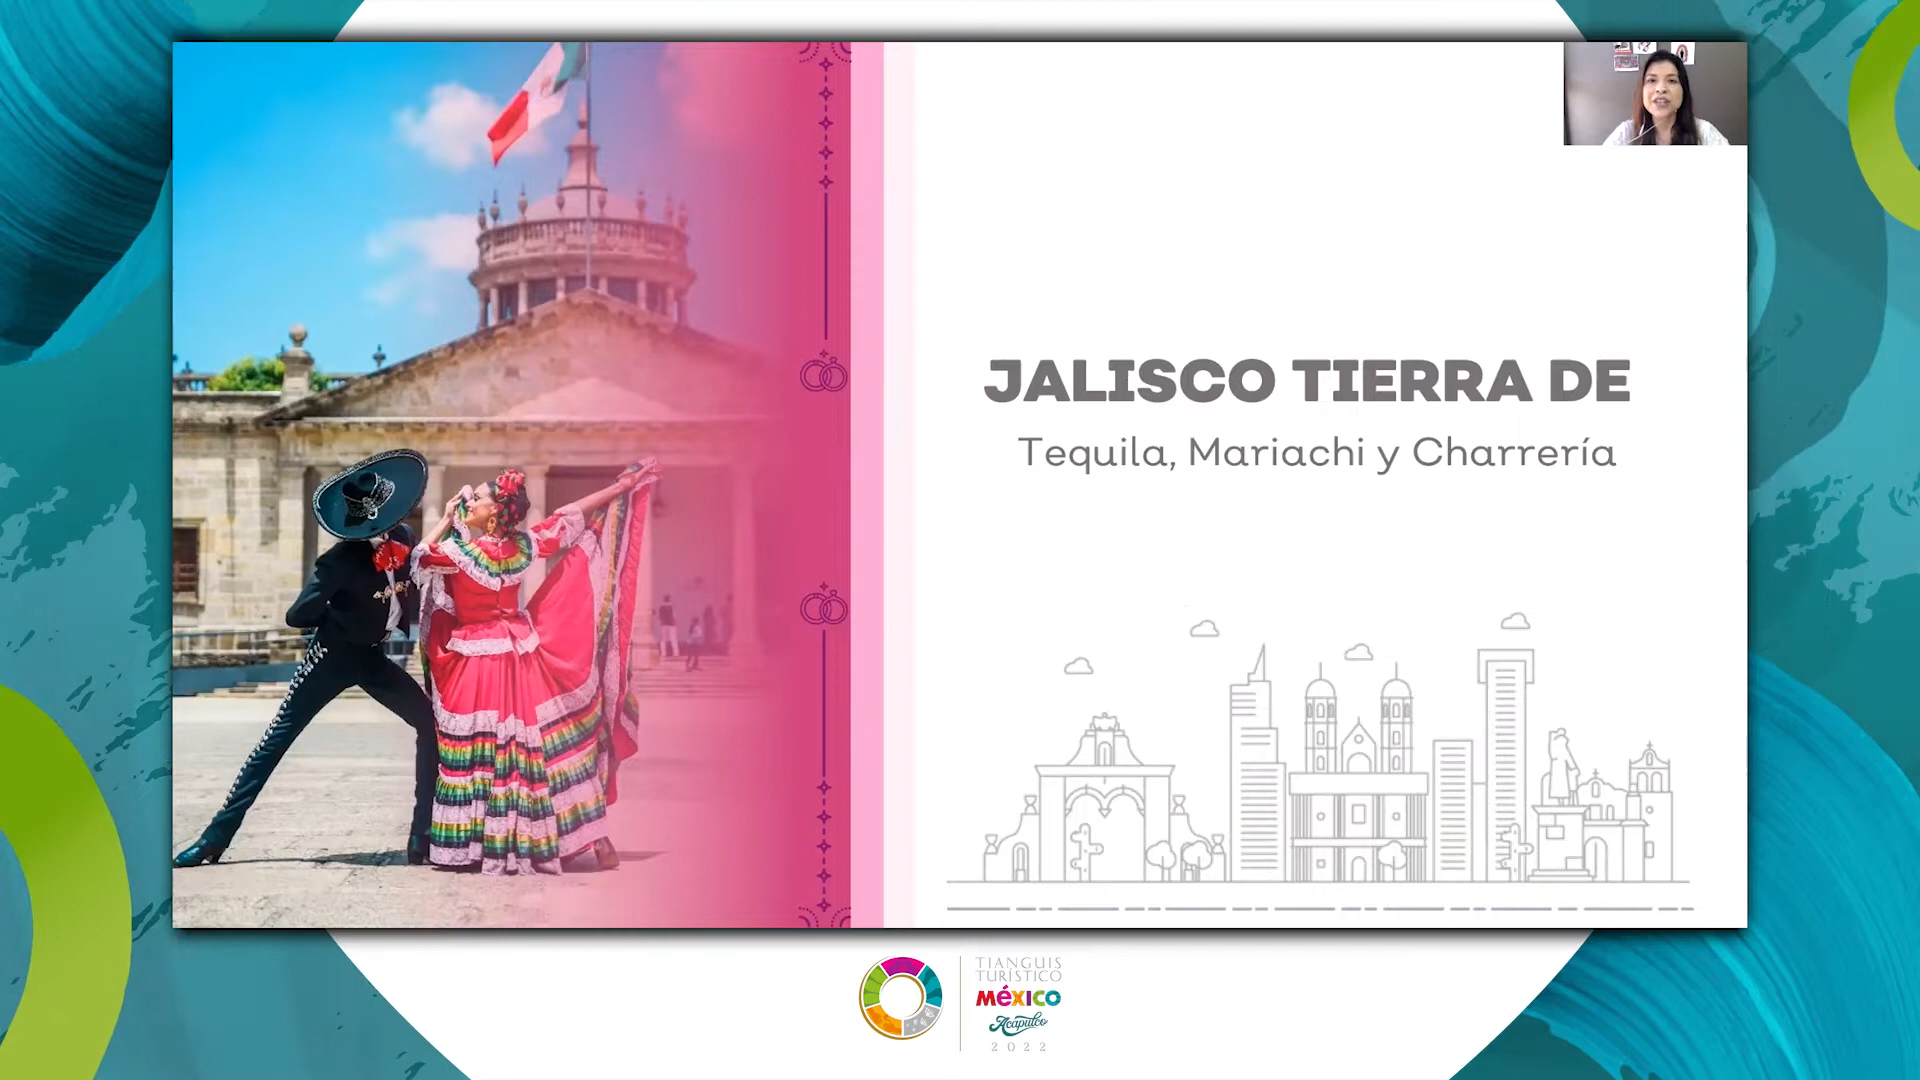 JALISCO TIERRA DE
Tequila, Mariachi y Charrería
TIANGUIS
TURÍSTICO
MéXICO
Acapulco
2022